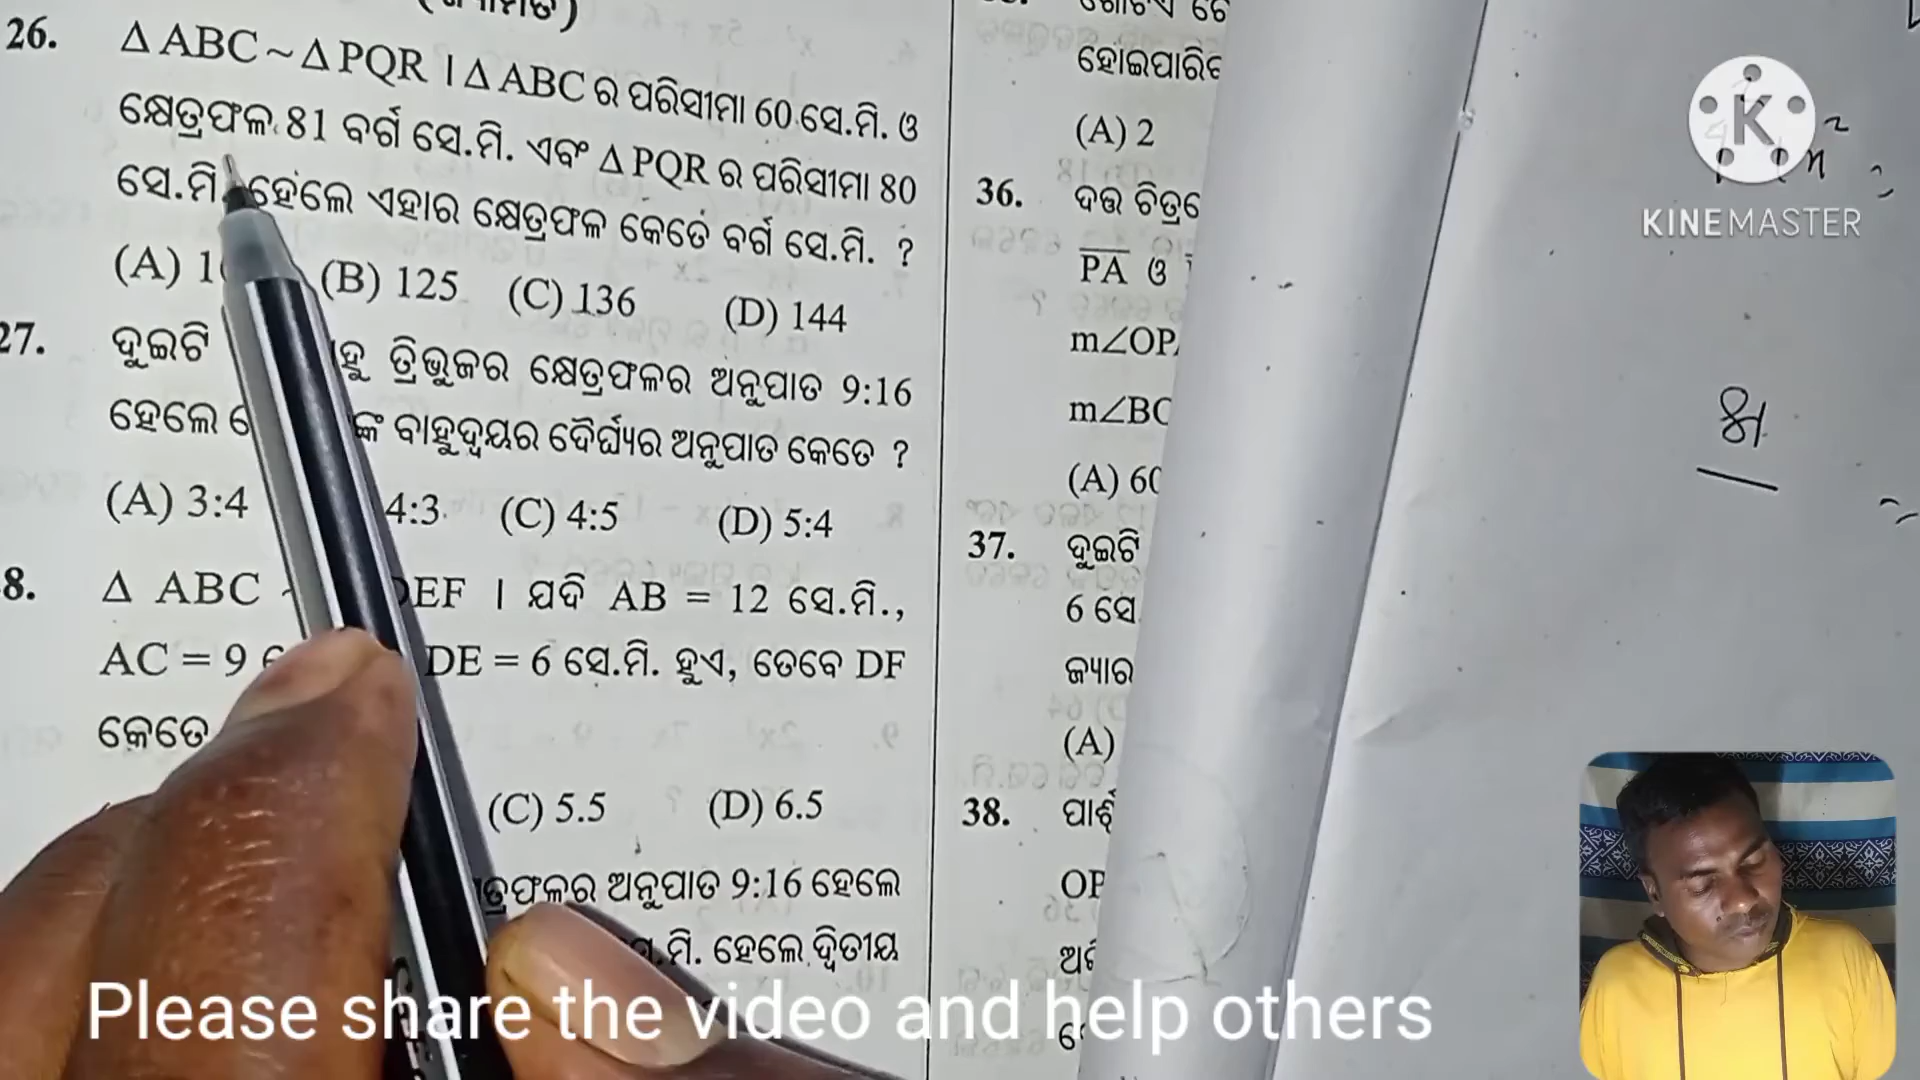 26. Δ ABC ~ Δ PQR । Δ ABC ର ପରିସୀମା 60 ସେ.ମି. ଓ
କ୍ଷେତ୍ରଫଳ 81 ବର୍ଗ ସେ.ମି. ଏବଂ Δ PQR ର ପରିସୀମା 80
ସେ.ମି. ହେଲେ ଏହାର କ୍ଷେତ୍ରଫଳ କେତେ ବର୍ଗ ସେ.ମି. ?
(A) (B) 125 (C) 136 (D) 144
27. ଦୁଇଟି ତ୍ରିଭୁଜର କ୍ଷେତ୍ରଫଳର ଅନୁପାତ 9:16
ହେଲେ ବାହୁଦ୍ୱୟର ଦୈର୍ଘ୍ୟର ଅନୁପାତ କେତେ ?
(A) 3:4 4:3 (C) 4:5 (D) 5:4
8. Δ ABC DEF । ଯଦି AB = 12 ସେ.ମି.,
AC = 9 DE = 6 ସେ.ମି. ହୁଏ, ତେବେ DF
କେତେ
(C) 5.5 (D) 6.5
ଅନୁପାତ 9:16 ହେଲେ
ହେଲେ ଦ୍ୱିତୀୟ
(A) 2
36. ଦତ୍ତ
PA ଓ
m∠OP
m∠BC
(A) 60
37. ଦୁଇଟି
6 ସେ
ଜ୍ୟାର
(A)
38.
OP
81
KINEMASTER
Please share the video and help others